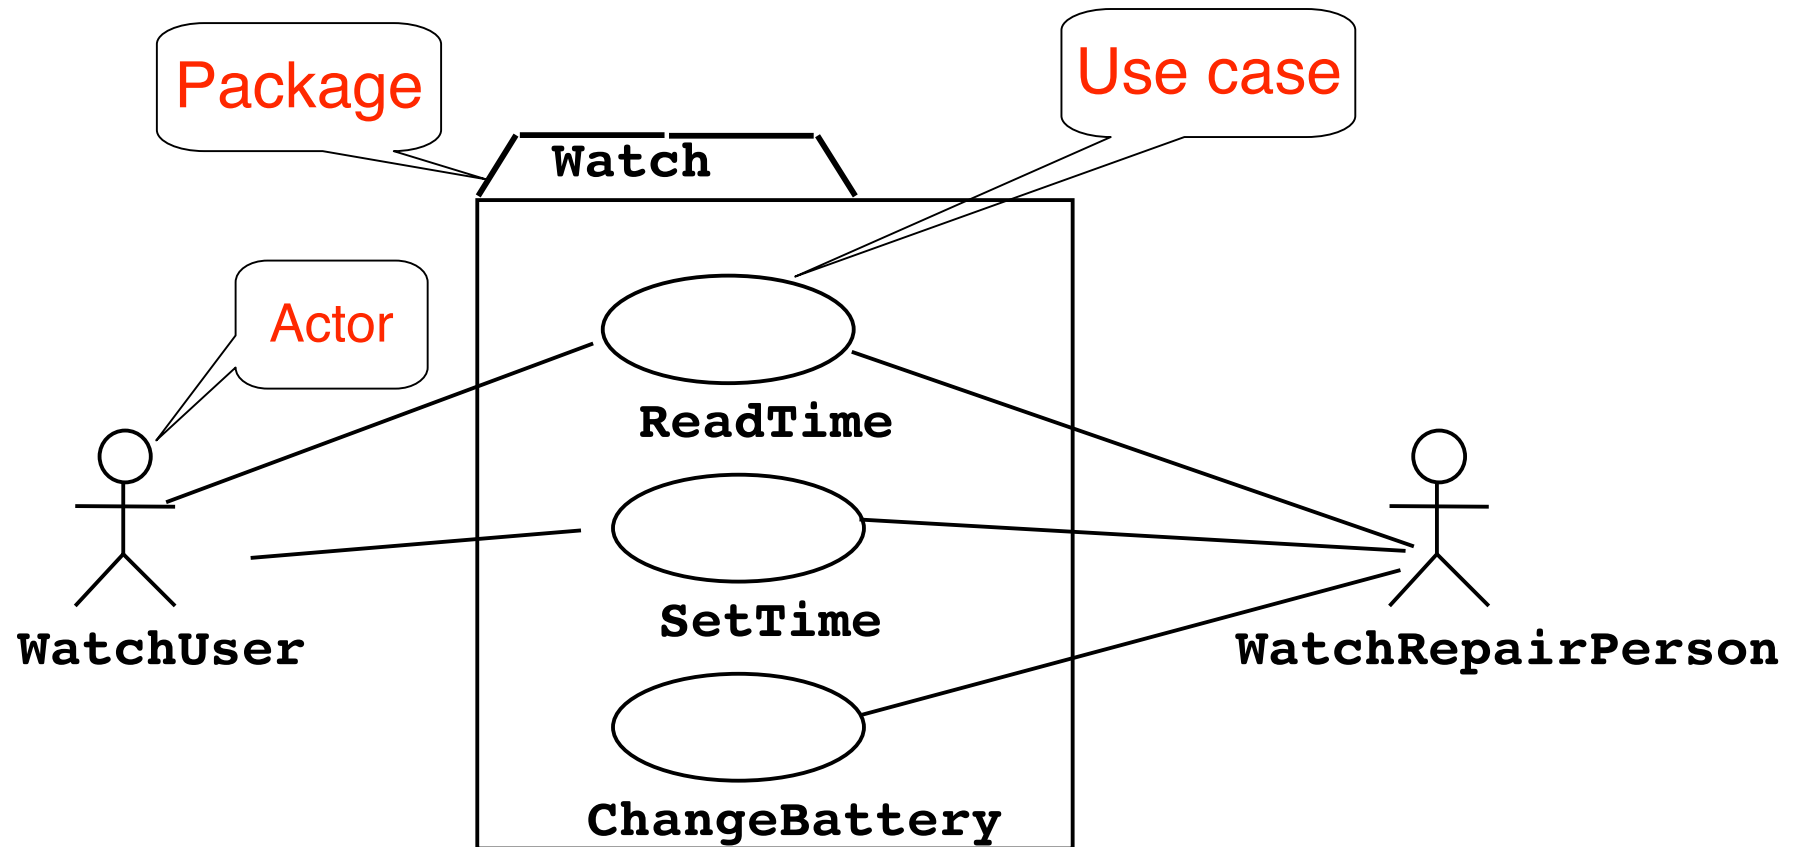 Package
Use case
Watch
Actor
ReadTime
SetTime
WatchUser
WatchRepairPerson
ChangeBattery